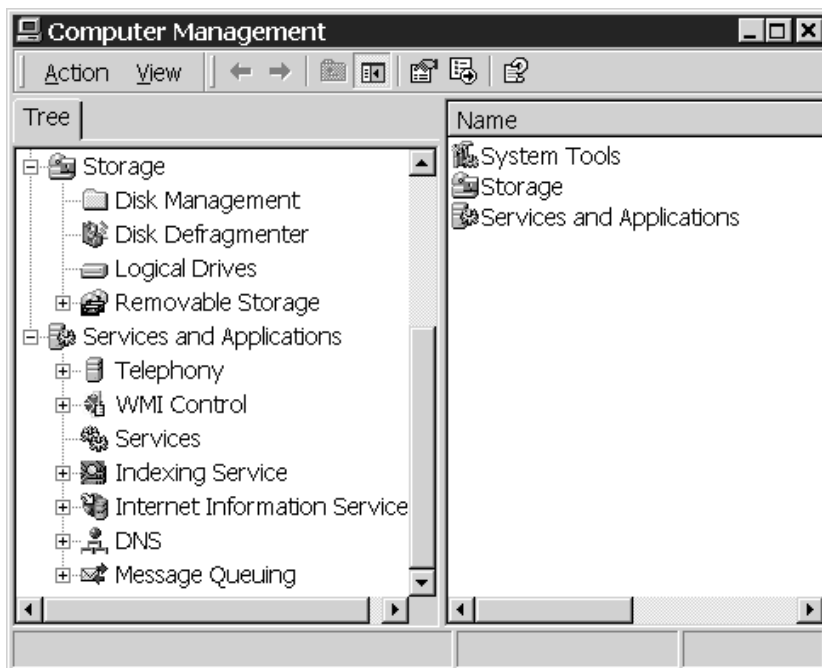 Computer Management
Action View
Tree
Name
Storage
Disk Management
Disk Defragmenter
Logical Drives
Removable Storage
Services and Applications
Telephony
WMI Control
Services
Indexing Service
Internet Information Service
DNS
Message Queuing
System Tools
Storage
Services and Applications